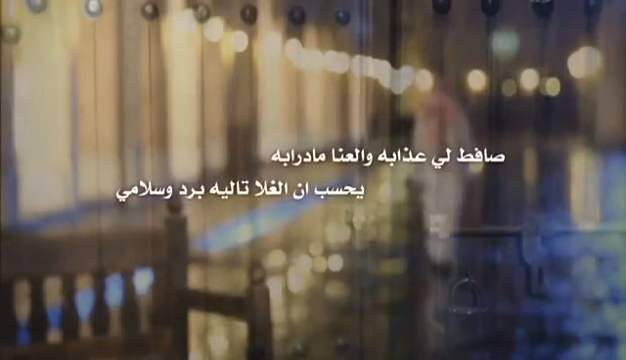 صافط لي عذابه والعنا مادرابه
يحسب ان الغلا تاليه برد وسلامي